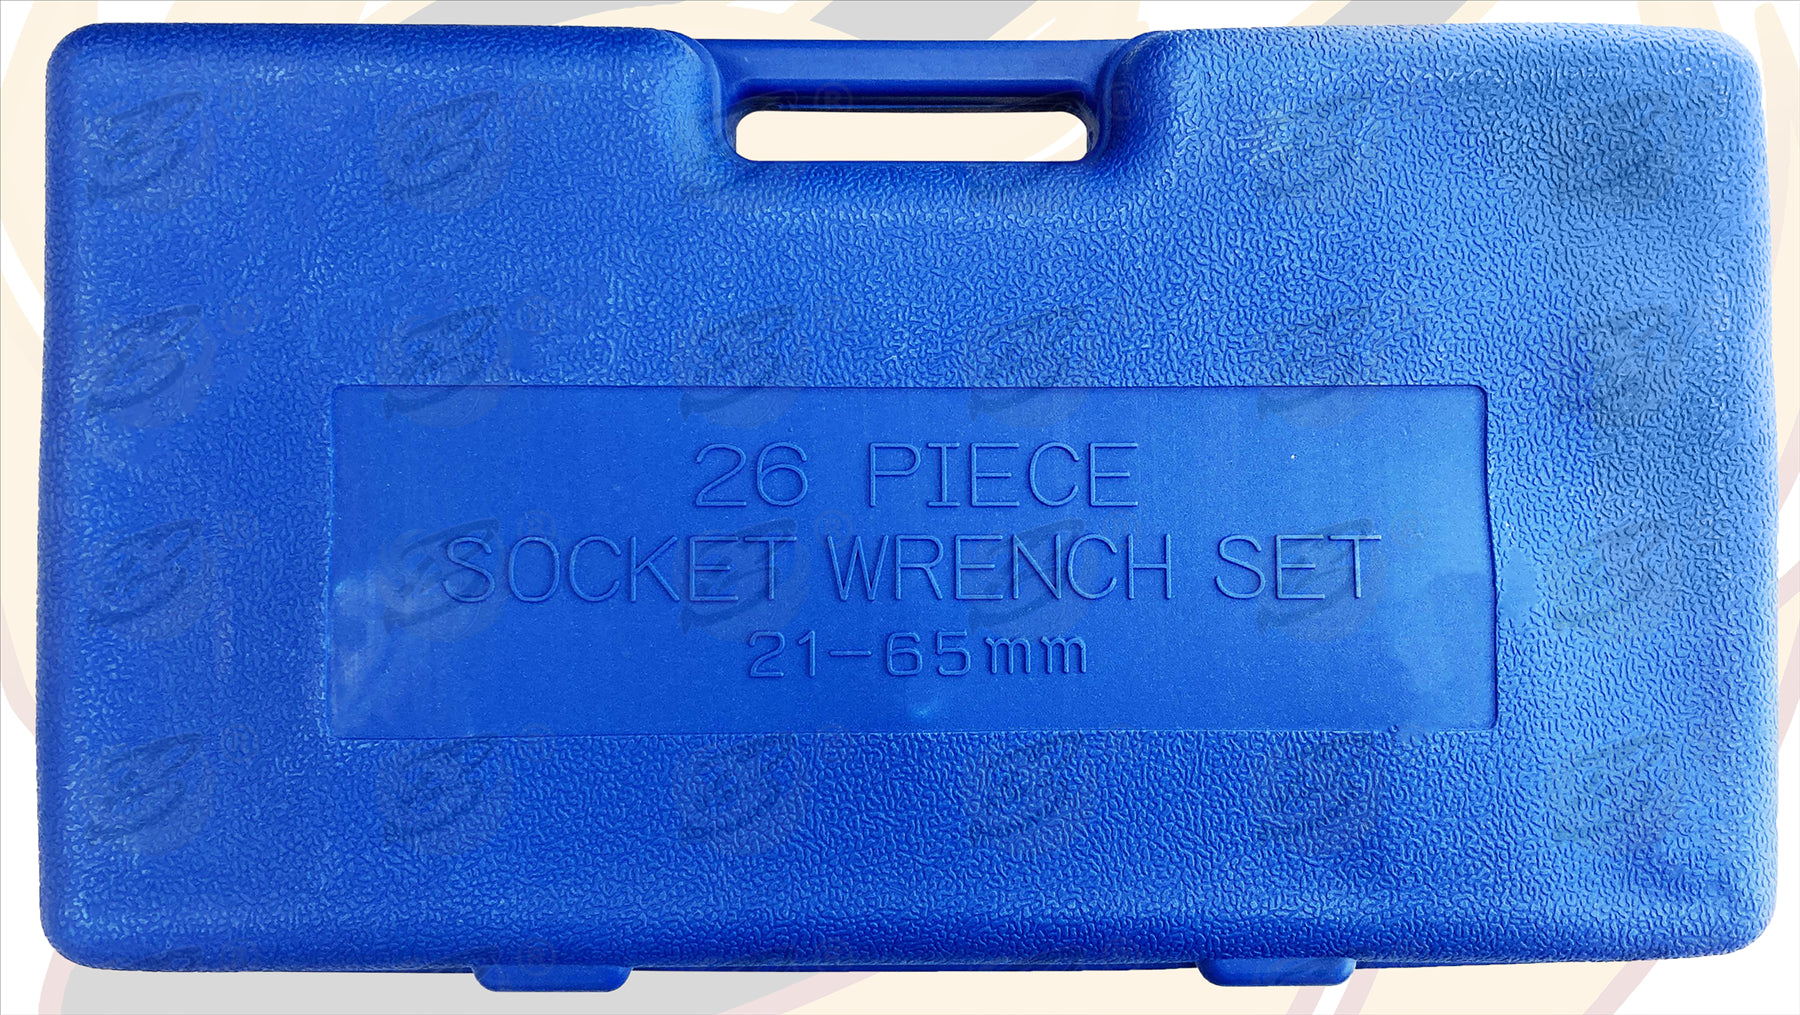 26 PIECE
SOCKET WRENCH SET
21-65mm